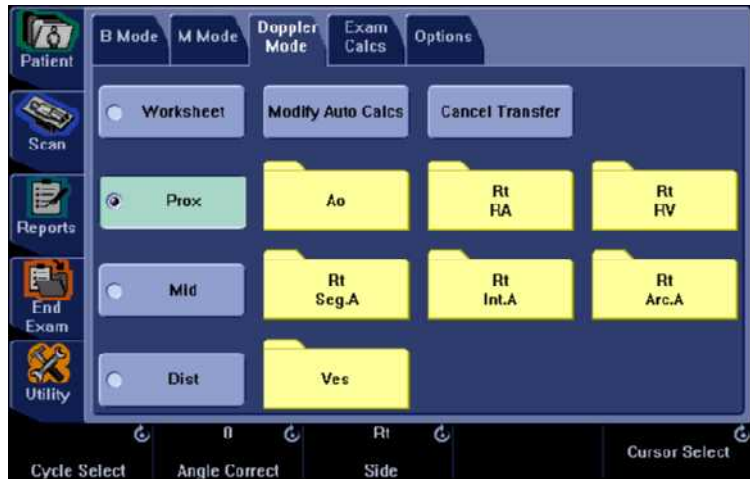 Patient
B Mode
M Mode
Doppler
Mode
Exam
Calcs
Options
Worksheet
Modify Auto Calcs
Cancel Transfer
Scan
Prox
Ao
Rt
RA
Rt
RV
Reports
Mid
Rt
Seg.A
Rt
Int.A
Rt
Arc.A
End
Exam
Dist
Ves
Utility
0
Rt
Cycle Select
Angle Correct
Side
Cursor Select